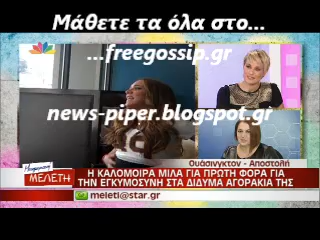 Μάθετε τα όλα στο...
...freegossip.gr
news-piper.blogspot.gr
Ουάσινγκτον - Αποστολή
ΜΕΛΕΤΗ
Η ΚΑΛΟΜΟΙΡΑ ΜΙΛΑ ΓΙΑ ΠΡΩΤΗ ΦΟΡΑ ΓΙΑ
ΤΗΝ ΕΓΚΥΜΟΣΥΝΗ ΣΤΑ ΔΙΔΥΜΑ ΑΓΟΡΑΚΙΑ ΤΗΣ
meleti@star.gr